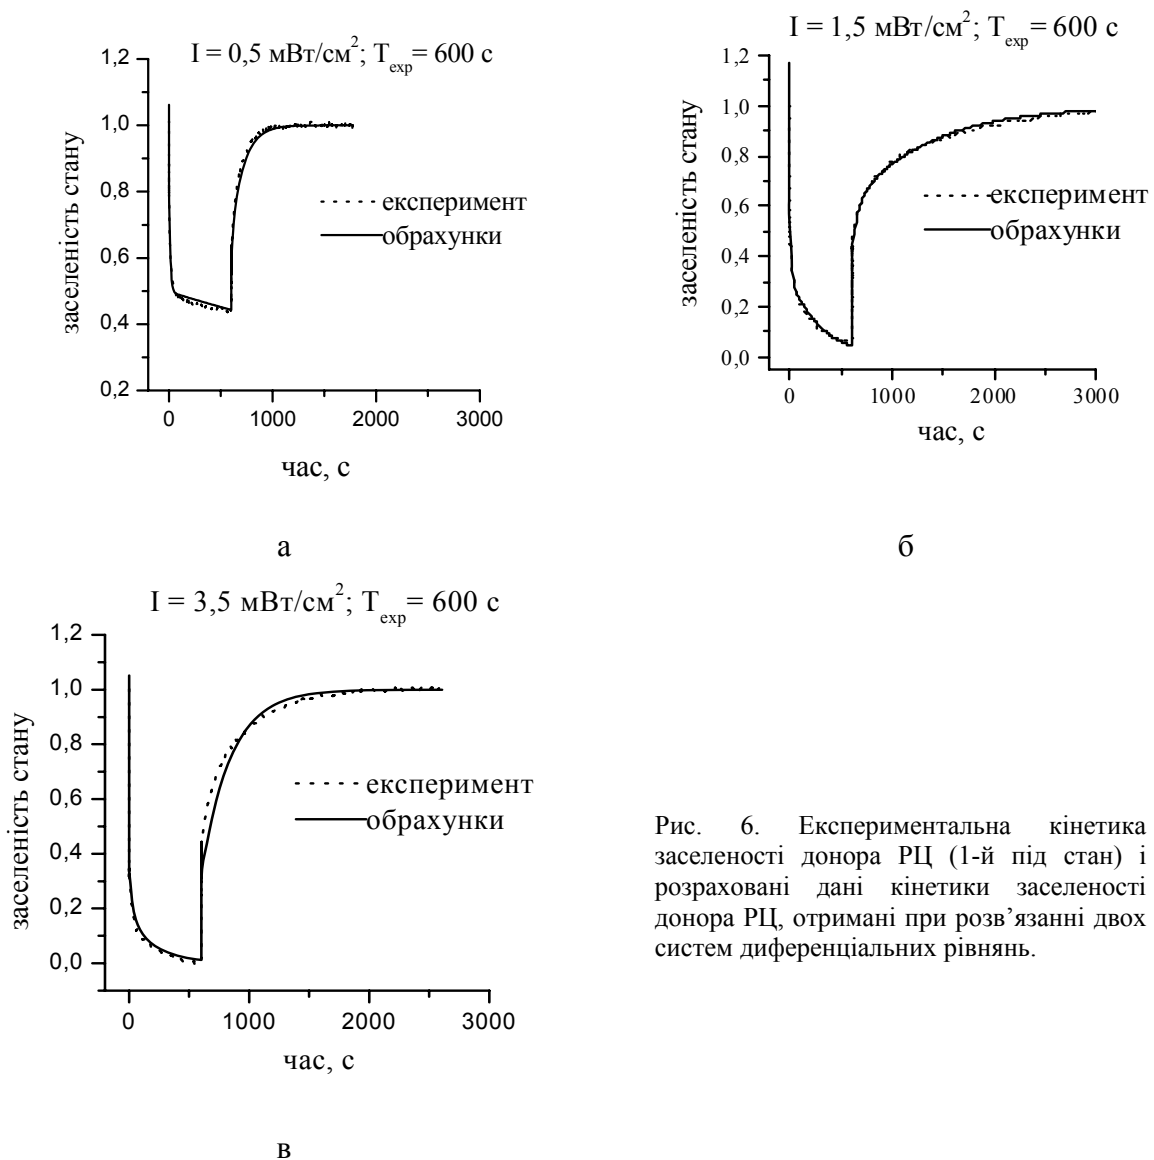 I = 0,5 мВт/см²; T_exp = 600 с
1,2
1,0
0,8
0,6
0,4
0,2
заселеність стану
експеримент
обрахунки
0 1000 2000 3000
час, с
а
I = 1,5 мВт/см²; T_exp = 600 с
1,2
1,0
0,8
0,6
0,4
0,2
0,0
заселеність стану
експеримент
обрахунки
0 1000 2000 3000
час, с
б
I = 3,5 мВт/см²; T_exp = 600 с
1,2
1,0
0,8
0,6
0,4
0,2
0,0
заселеність стану
експеримент
обрахунки
0 1000 2000 3000
час, с
в
Рис. 6. Експериментальна кінетика
заселеності донора РЦ (1-й під стан) і
розраховані дані кінетики заселеності
донора РЦ, отримані при розв’язанні двох
систем диференціальних рівнянь.